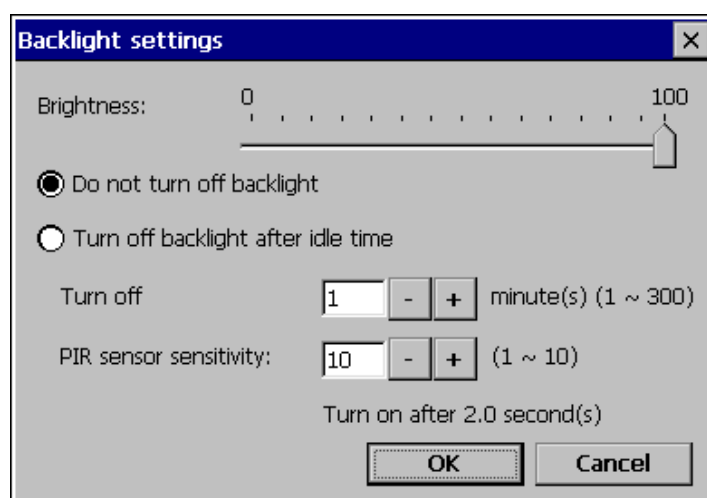 Backlight settings
Brightness: 0 100
Do not turn off backlight
Turn off backlight after idle time
Turn off 1 - + minute(s) (1 ~ 300)
PIR sensor sensitivity: 10 - + (1 ~ 10)
Turn on after 2.0 second(s)
OK Cancel